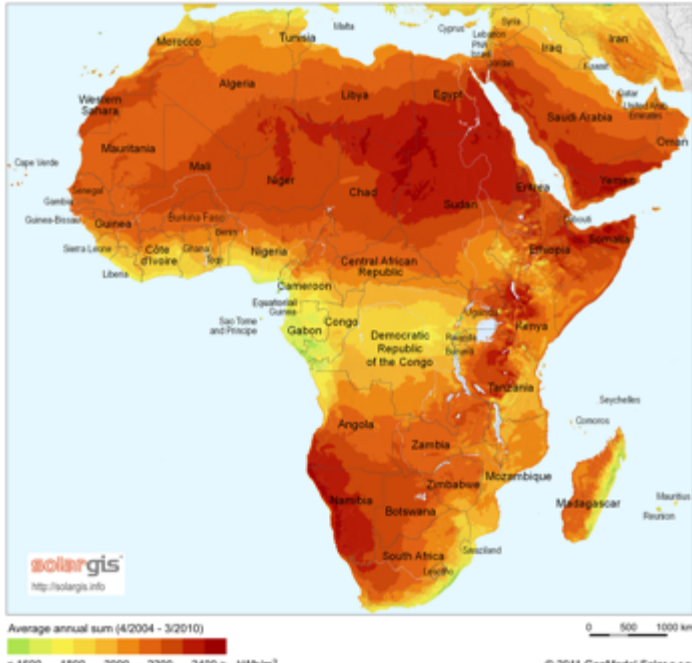 Malta
Tunisia
Cyprus
Syria
Lebanon
Iraq
Iran
Morocco
Jordan
Kuwait
Algeria
Libya
Egypt
Qatar
United Arab
Emirates
Western
Sahara
Saudi Arabia
Oman
Mauritania
Cape Verde
Mali
Niger
Chad
Sudan
Eritrea
Yemen
Senegal
Gambia
Guinea-Bissau
Guinea
Burkina Faso
Benin
Djibouti
Somalia
Sierra Leone
Côte
d'Ivoire
Ghana
Togo
Nigeria
Ethiopia
Liberia
Central African
Republic
Cameroon
Equatorial
Guinea
Sao Tome
and Principe
Gabon
Congo
Uganda
Kenya
Democratic
Republic
of the Congo
Rwanda
Burundi
Tanzania
Seychelles
Comoros
Angola
Zambia
Mozambique
Zimbabwe
Madagascar
Mauritius
Reunion
Namibia
Botswana
South Africa
Swaziland
Lesotho
solargis
http://solargis.info
Average annual sum (4/2004 - 3/2010)
0 500 1000 km